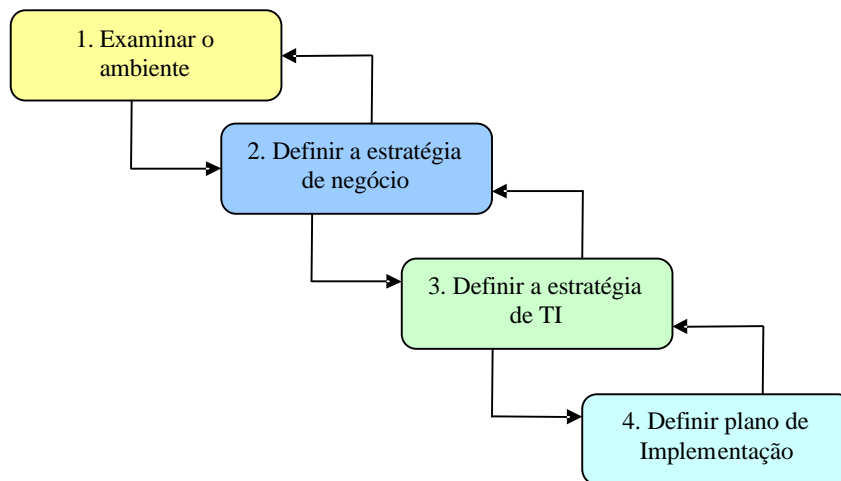 1. Examinar o
ambiente
2. Definir a estratégia
de negócio
3. Definir a estratégia
de TI
4. Definir plano de
Implementação